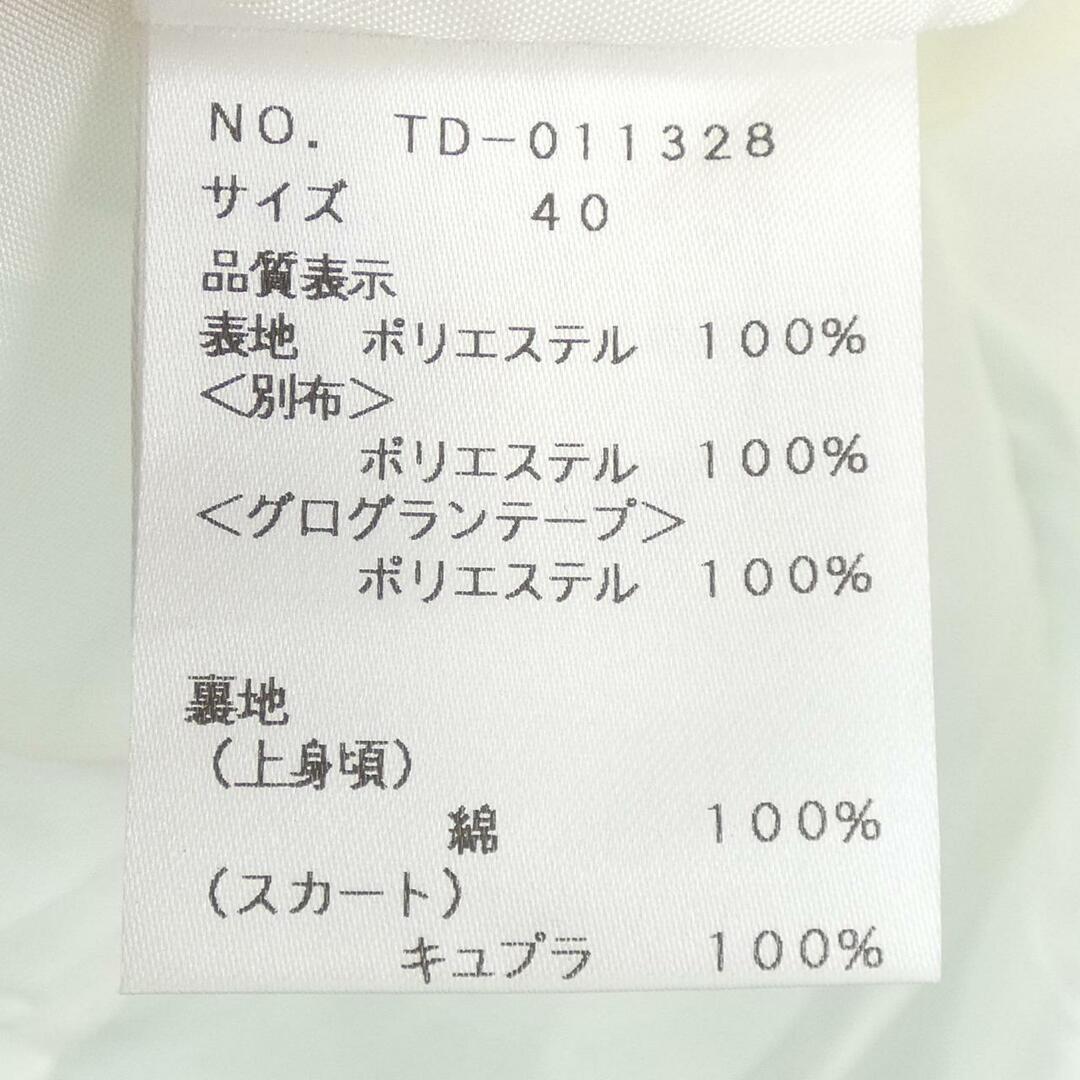 NO. TD-011328
サイズ 40
品質表示
表地 ポリエステル 100%
<別布>
ポリエステル 100%
<グログランテープ>
ポリエステル 100%
裏地
(上身頃)
綿 100%
(スカート)
キュプラ 100%